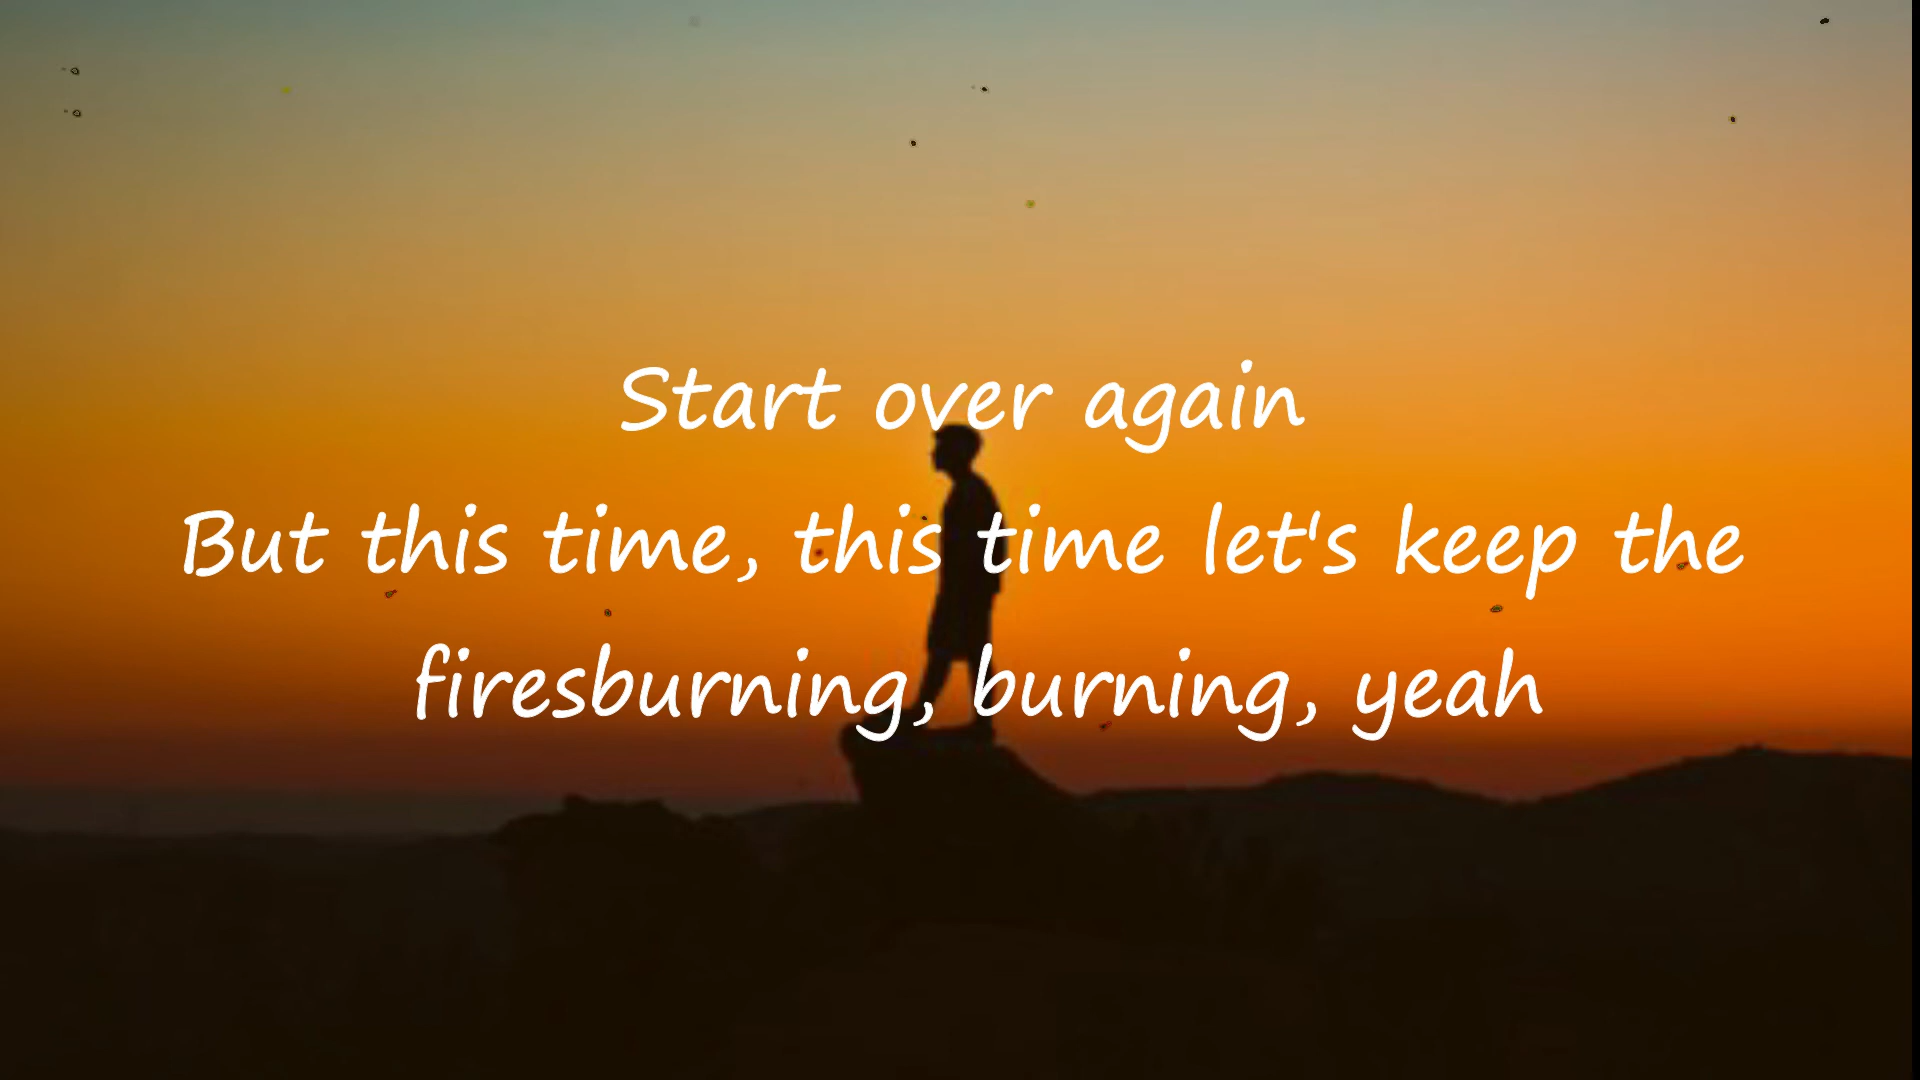 Start over again
But this time, this time let's keep the
firesburning, burning, yeah